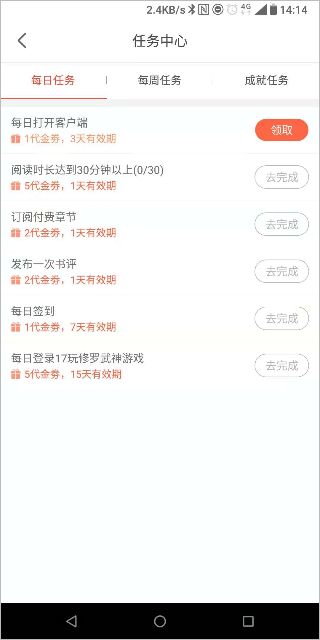 2.4KB/s 4G 14:14
任务中心
每日任务 每周任务 成就任务
每日打开客户端
1代金券，3天有效期
领取
阅读时长达到30分钟以上(0/30)
5代金券，1天有效期
去完成
订阅付费章节
2代金券，1天有效期
去完成
发布一次书评
2代金券，1天有效期
去完成
每日签到
1代金券，7天有效期
去完成
每日登录17玩修罗武神游戏
5代金券，15天有效期
去完成